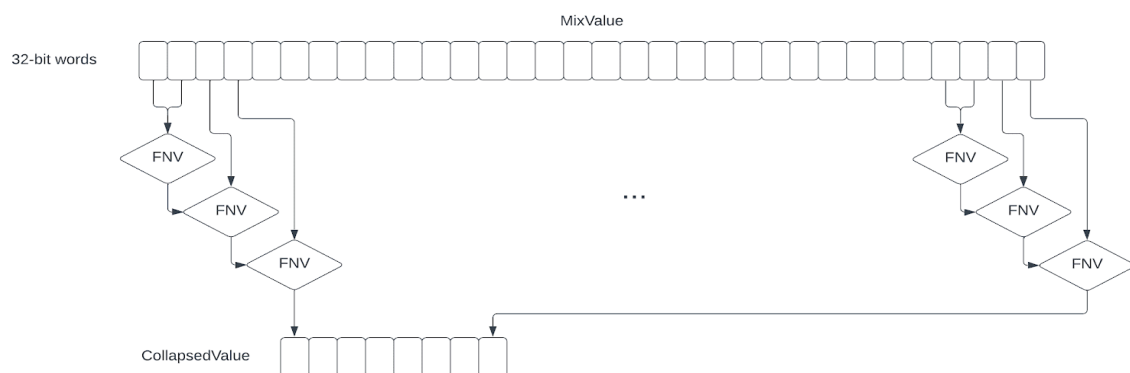 MixValue
32-bit words
FNV
FNV
FNV
FNV
...
FNV
FNV
CollapsedValue